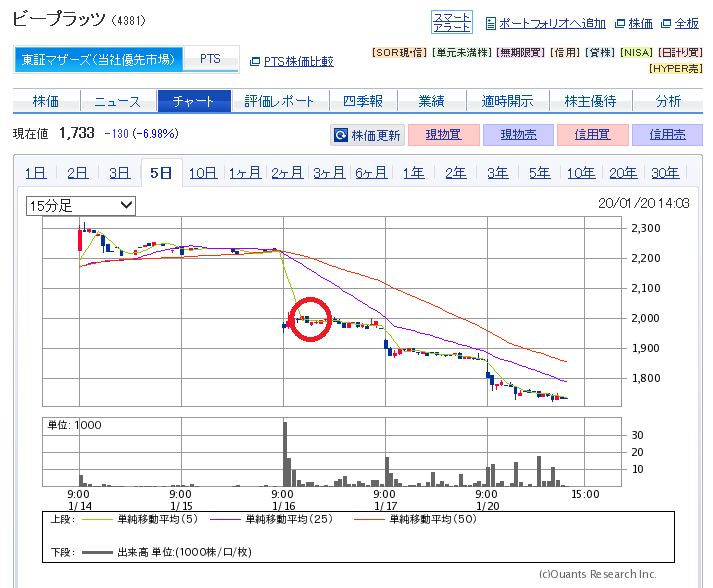 ビープラッツ (4381)
スマートアラート
ポートフォリオへ追加 株価 全板
東証マザーズ(当社優先市場) PTS PTS株価比較
[SOR現・信] [単元未満株] [無期限買] [信用] [貸株] [NISA] [日計り買]
[HYPER売]
株価 ニュース チャート 評価レポート 四季報 業績 適時開示 株主優待 分析
現在値 1,733 -130 (-6.98%) 株価更新 現物買 現物売 信用買 信用売
1日 2日 3日 5日 10日 1ヶ月 2ヶ月 3ヶ月 6ヶ月 1年 2年 3年 5年 10年 20年 30年
15分足 20/01/20 14:03
2,300
2,200
2,100
2,000
1,900
1,800
単位: 1000
30
20
10
9:00 9:00 9:00 9:00 9:00 15:00
1/14 1/15 1/16 1/17 1/20
上段: 単純移動平均(5) 単純移動平均(25) 単純移動平均(50)
下段: 出来高 単位:(1000株/口/枚)
(c)Quants Research Inc.